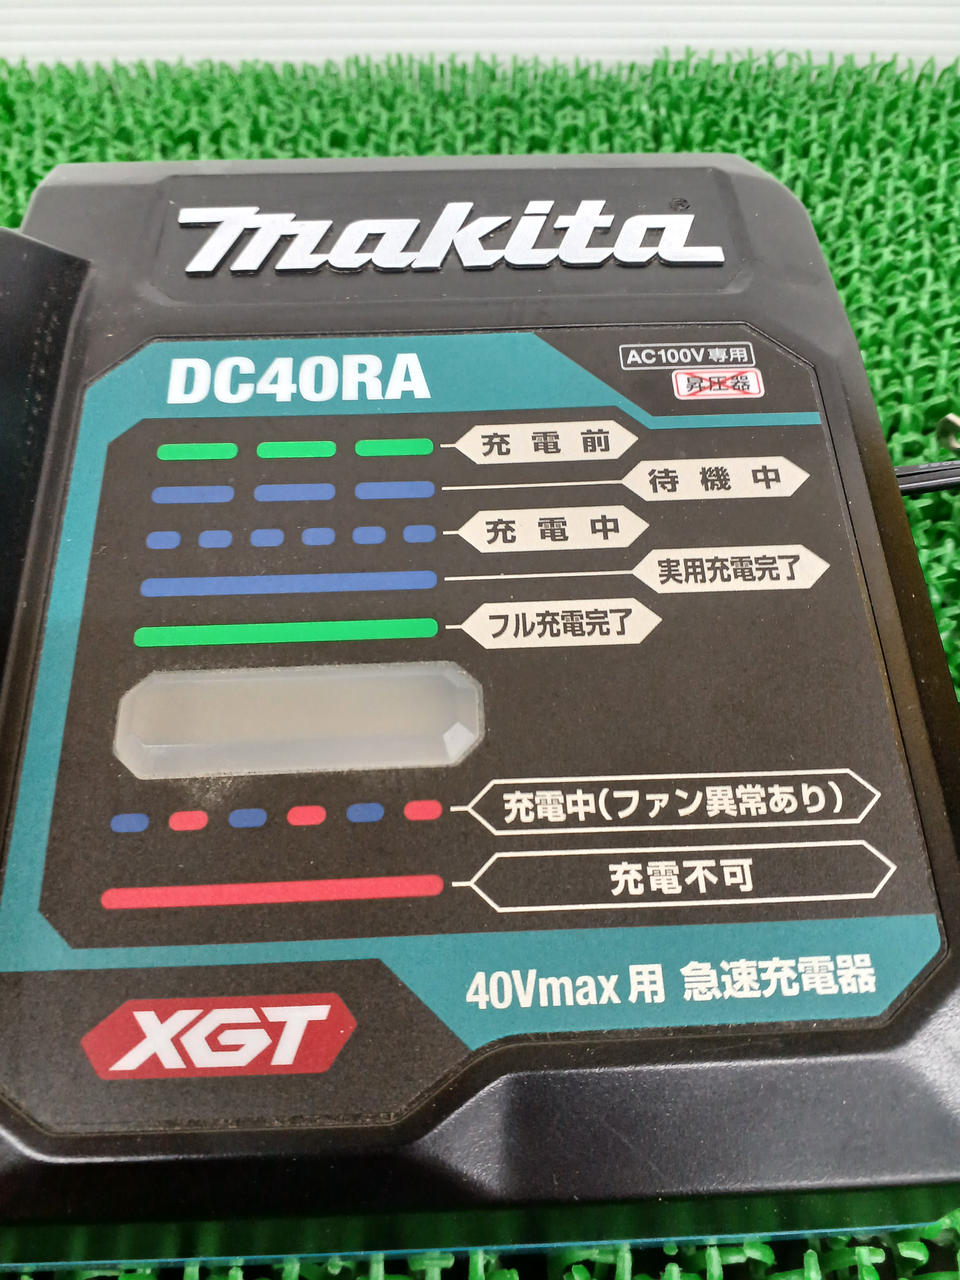 makita®
DC40RA
AC100V専用
昇圧器
充電前
待機中
充電中
実用充電完了
フル充電完了
充電中(ファン異常あり)
充電不可
40Vmax用 急速充電器
XGT